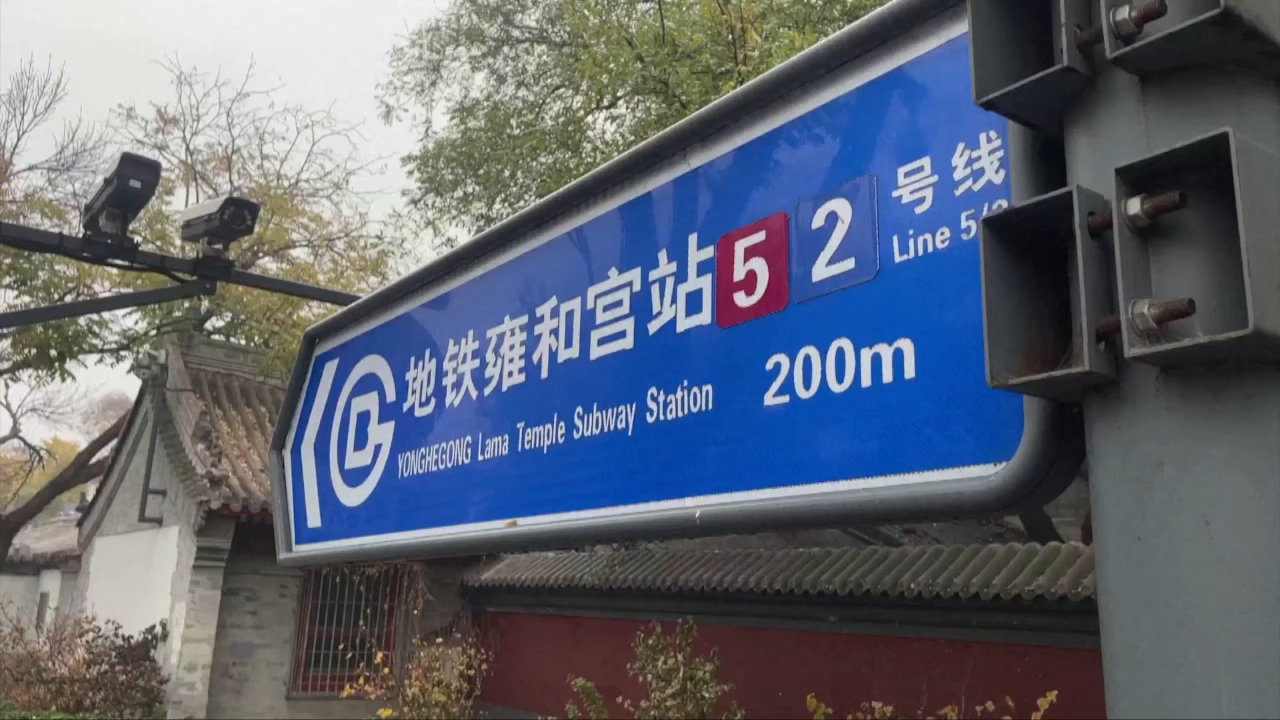 地铁雍和宫站 5 2 号线
YONGHEGONG Lama Temple Subway Station
Line 5/2
200m